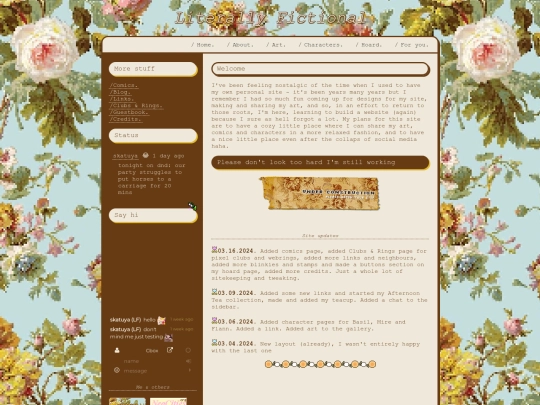 Literally Fictional
/ Home. / About. / Art. / Characters. / Board. / For you.
More stuff
/Comics.
/Blog.
/Links.
/Clubs & Rings.
/Guestbook.
/Credits.
Status
skatuya 1 day ago
tonight on dnd: our
party struggles to
put horses to a
carriage for 20
mins
Say hi
skatuya (LF) hello
1 week ago
skatuya (LF) don't
1 week ago
mind me just testing
Cbox
name
message
Me & others
Welcome
I've been feeling nostalgic of the time when I used to have
my own personal site - it's been years many years but I
remember I had so much fun coming up for designs for my site,
making and sharing my art, and so, in an effort to return to
those roots, I'm here, learning to build a website (again)
because I sure as hell forgot a lot. My plans for this site
are to have a cozy little place where I can share my art,
comics and characters in a more relaxed fashion, and to have
a nice little place even after the collapse of social media
haha.
Please don't look too hard I'm still working
UNDER CONSTRUCTION
Site updates
03.16.2024. Added comics page, added Clubs & Rings page for
pixel clubs and webrings, added more links and neighbours,
added more blinkies and stamps and made a buttons section on
my hoard page, added more credits. Just a whole lot of
sitekeeping and tweaking.
03.09.2024. Added some new links and started my Afternoon
Tea collection, made and added my teacup. Added a chat to the
sidebar.
03.06.2024. Added character pages for Basil, Mire and
Fiano. Added a link. Added art to the gallery.
03.04.2024. New layout (already), I wasn't entirely happy
with the last one